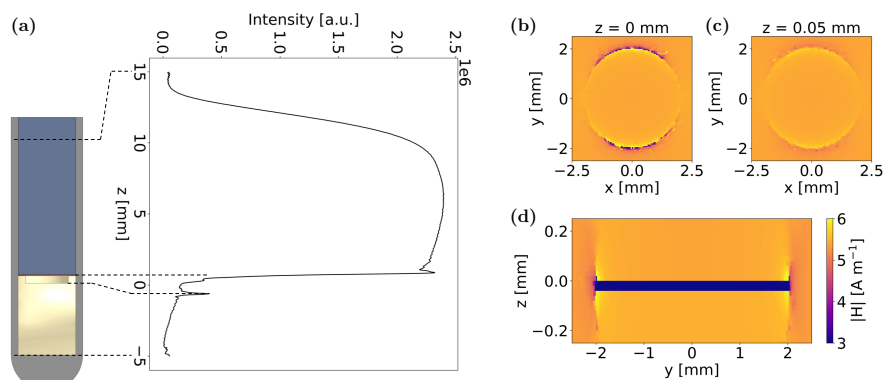 (a)
Intensity [a.u.]
0.0 0.5 1.0 1.5 2.0 2.5
1e6
15
10
5
0
−5
z [mm]
(b)
z = 0 mm
2
0
−2
y [mm]
−2.5 0.0 2.5
x [mm]
(c)
z = 0.05 mm
2
0
−2
y [mm]
−2.5 0.0 2.5
x [mm]
(d)
0.2
0.0
−0.2
z [mm]
−2 −1 0 1 2
y [mm]
6
5
4
3
|H| [A m⁻¹]